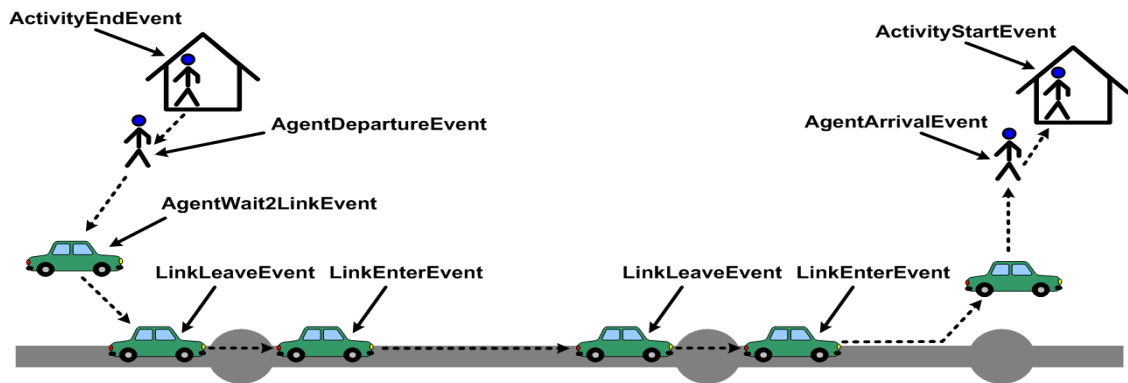 ActivityEndEvent
ActivityStartEvent
AgentDepartureEvent
AgentArrivalEvent
AgentWait2LinkEvent
LinkLeaveEvent
LinkEnterEvent
LinkLeaveEvent
LinkEnterEvent